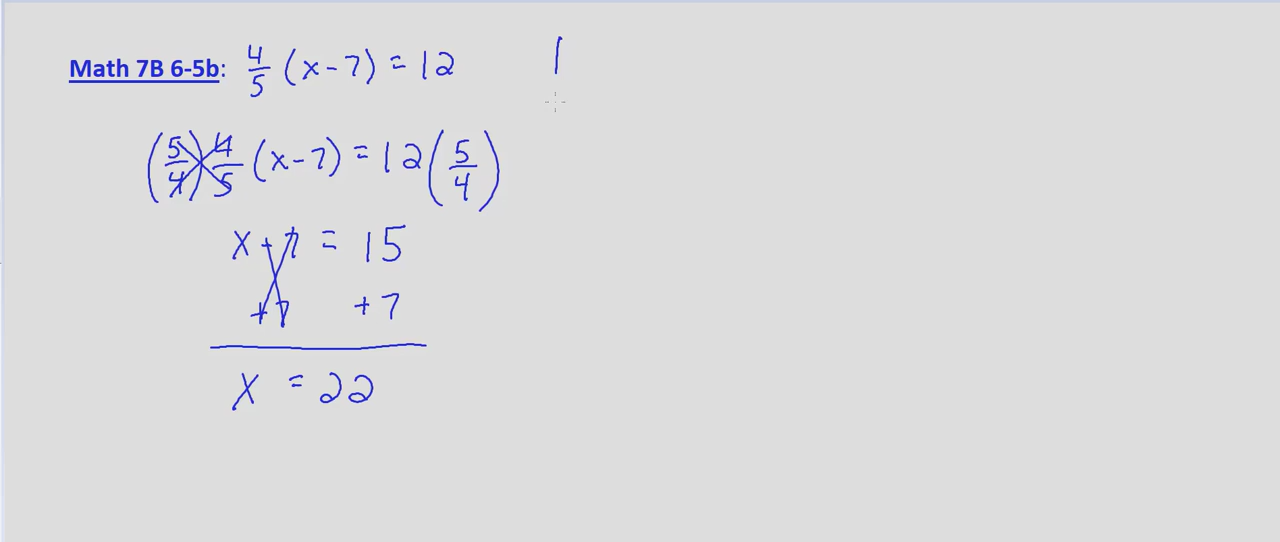 Math 7B 6-5b: 4/5 (x-7) = 12 1
(5/4) 4/5 (x-7) = 12 (5/4)
x - 7 = 15
+7 +7
x = 22